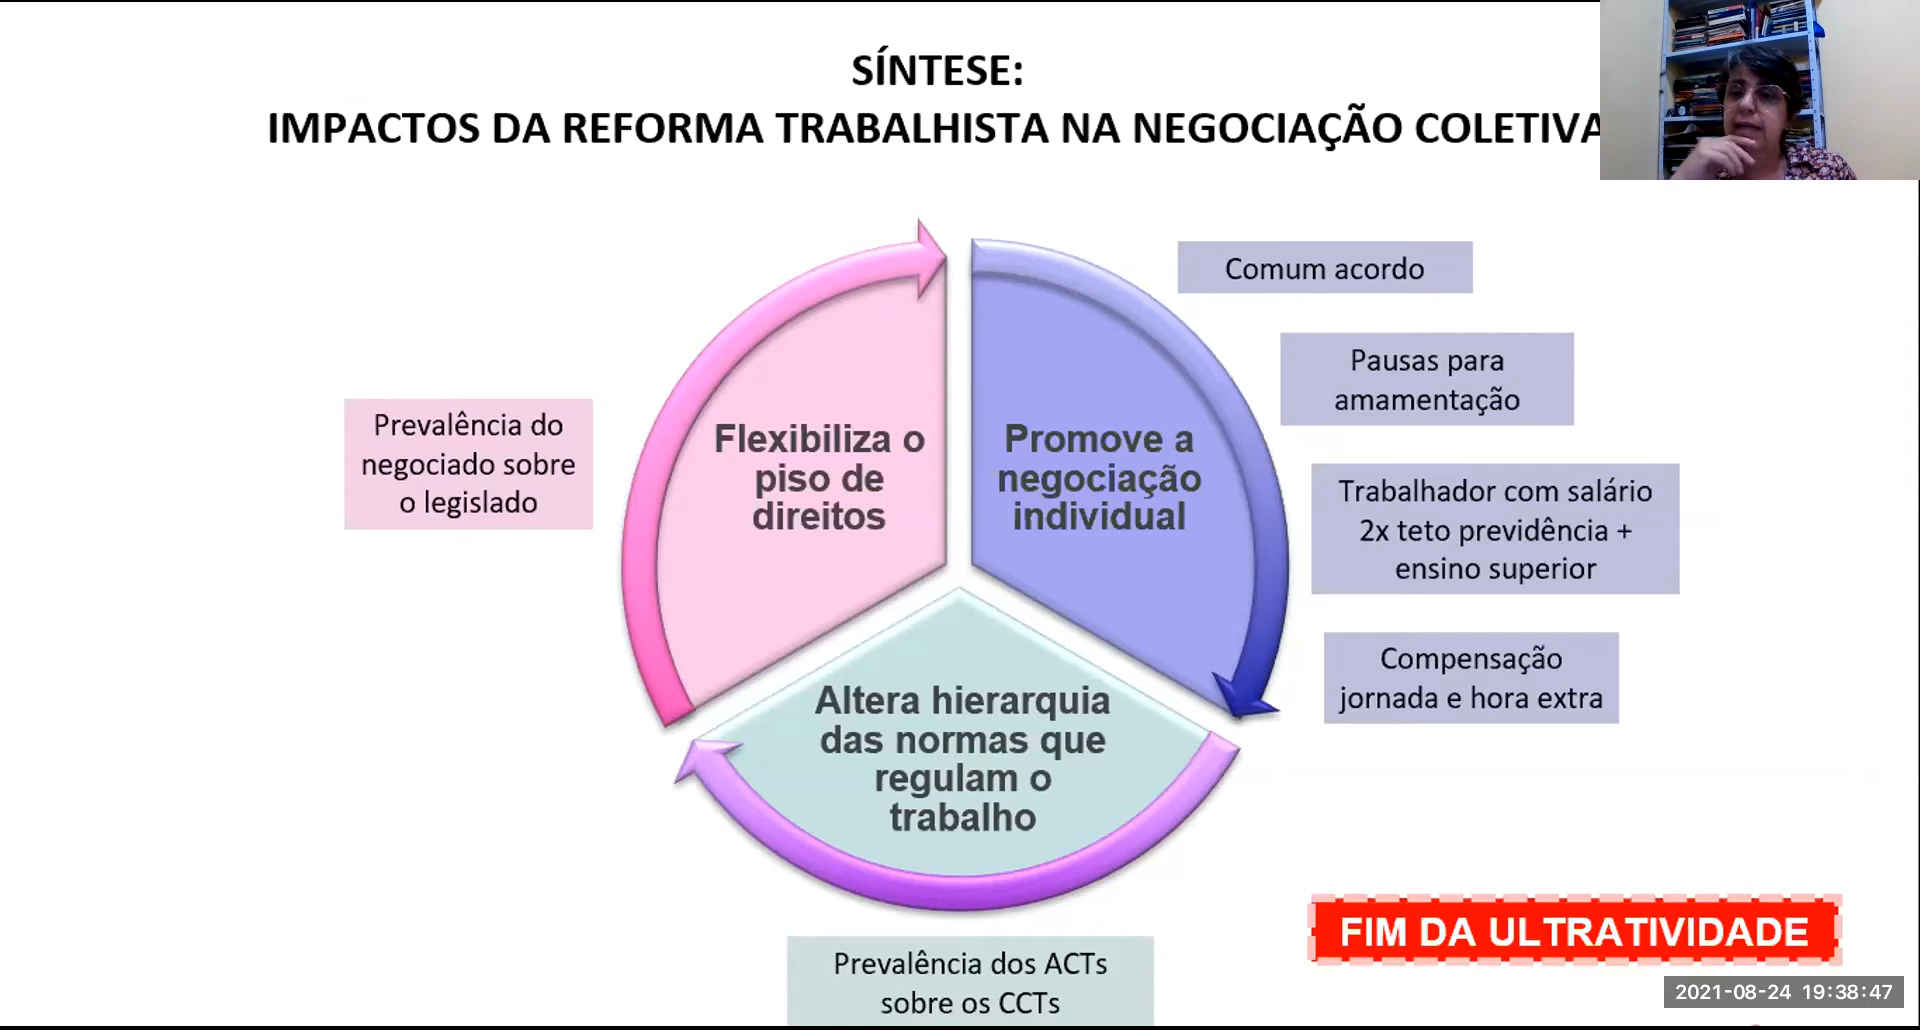 SÍNTESE:
IMPACTOS DA REFORMA TRABALHISTA NA NEGOCIAÇÃO COLETIVA
Comum acordo
Pausas para
amamentação
Prevalência do
negociado sobre
o legislado
Flexibiliza o
piso de
direitos
Promove a
negociação
individual
Trabalhador com salário
2x teto previdência +
ensino superior
Compensação
jornada e hora extra
Altera hierarquia
das normas que
regulam o
trabalho
FIM DA ULTRATIVIDADE
Prevalência dos ACTs
sobre os CCTs
2021-08-24 19:38:47